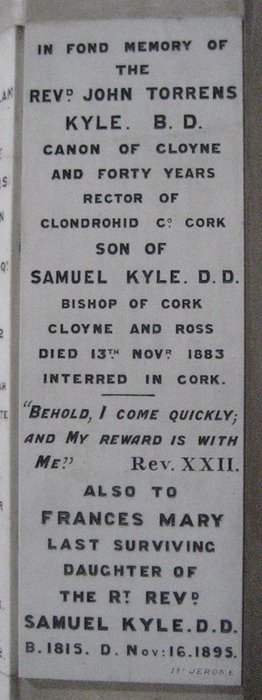 IN FOND MEMORY OF
THE
REVD JOHN TORRENS
KYLE. B. D.
CANON OF CLOYNE
AND FORTY YEARS
RECTOR OF
CLONDROHID CO CORK
SON OF
SAMUEL KYLE. D. D.
BISHOP OF CORK
CLOYNE AND ROSS
DIED 13TH NOVR 1883
INTERRED IN CORK.
"BEHOLD, I COME QUICKLY;
AND MY REWARD IS WITH
ME." Rev. XXII.
ALSO TO
FRANCES MARY
LAST SURVIVING
DAUGHTER OF
THE RT REVD
SAMUEL KYLE. D. D.
B. 1815. D. Nov: 16. 1895.
JEROME